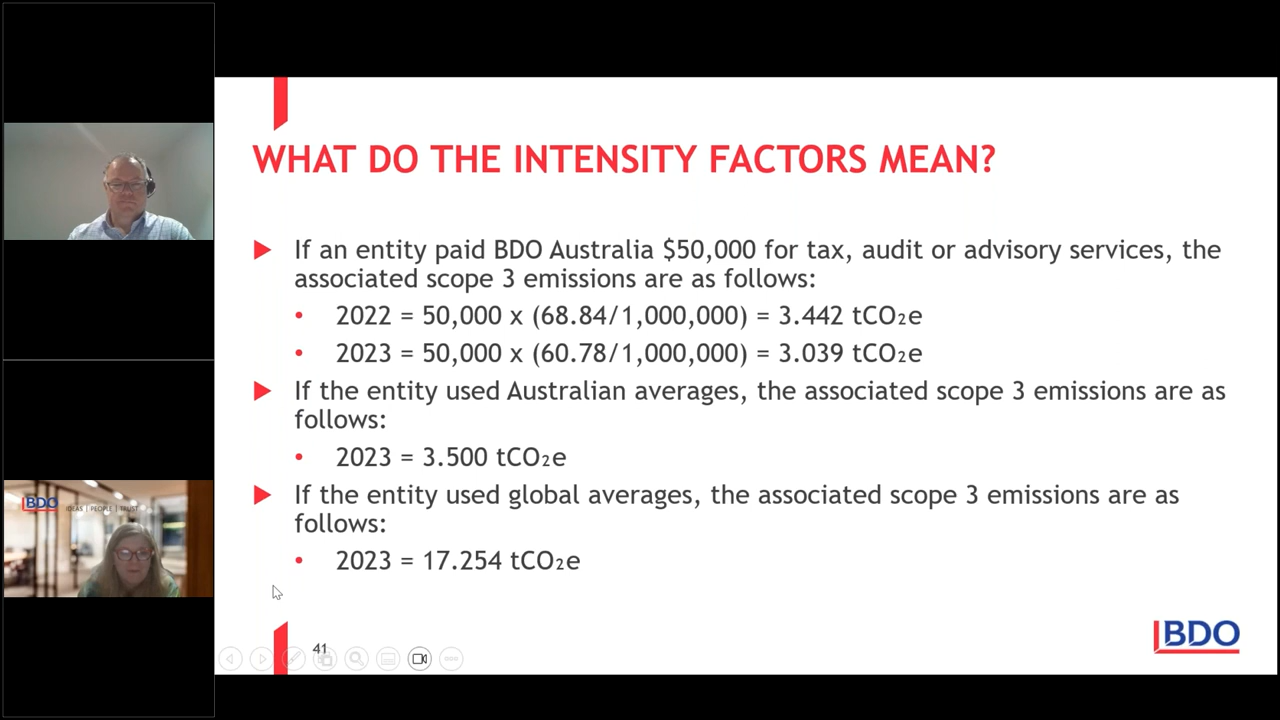 WHAT DO THE INTENSITY FACTORS MEAN?
If an entity paid BDO Australia $50,000 for tax, audit or advisory services, the
associated scope 3 emissions are as follows:
2022 = 50,000 x (68.84/1,000,000) = 3.442 tCO₂e
2023 = 50,000 x (60.78/1,000,000) = 3.039 tCO₂e
If the entity used Australian averages, the associated scope 3 emissions are as
follows:
2023 = 3.500 tCO₂e
If the entity used global averages, the associated scope 3 emissions are as
follows:
2023 = 17.254 tCO₂e
BDO IDEAS | PEOPLE | TRUST
41
BDO